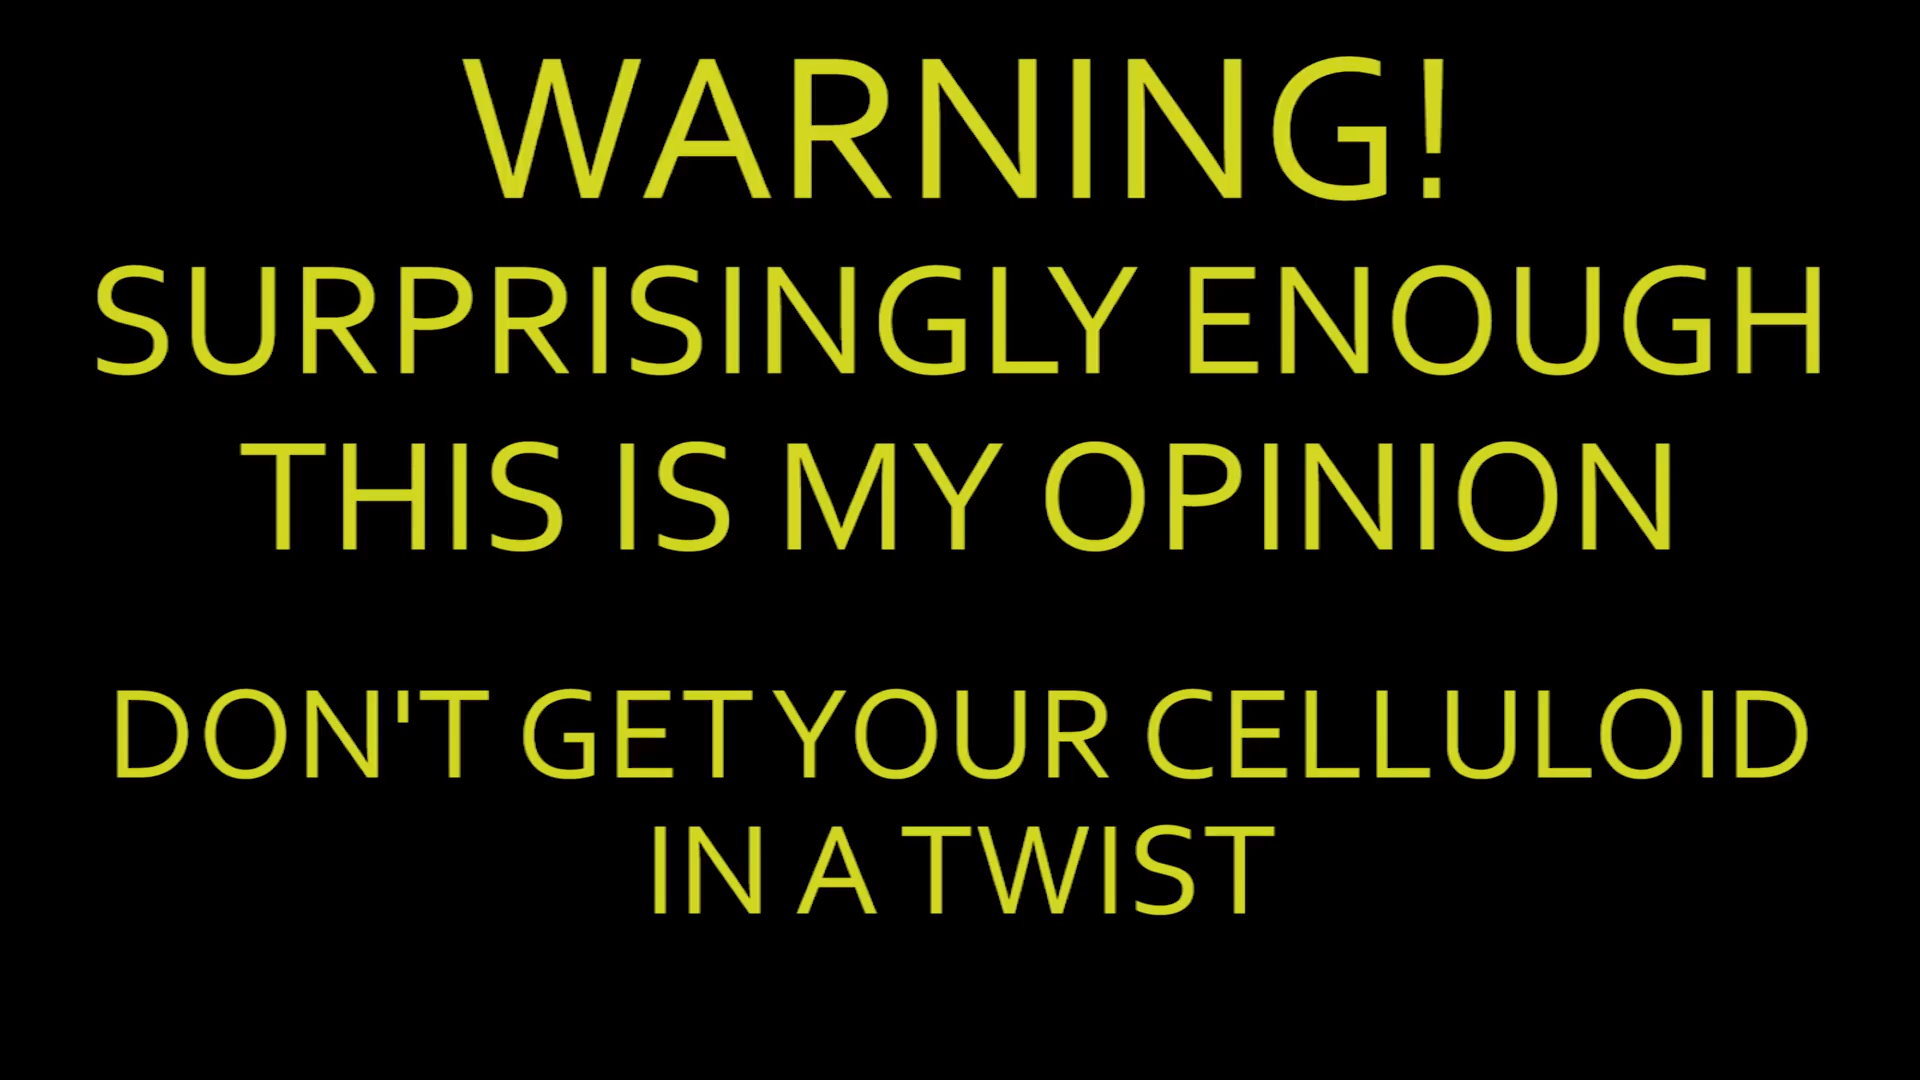 WARNING!
SURPRISINGLY ENOUGH
THIS IS MY OPINION
DON'T GET YOUR CELLULOID
IN A TWIST